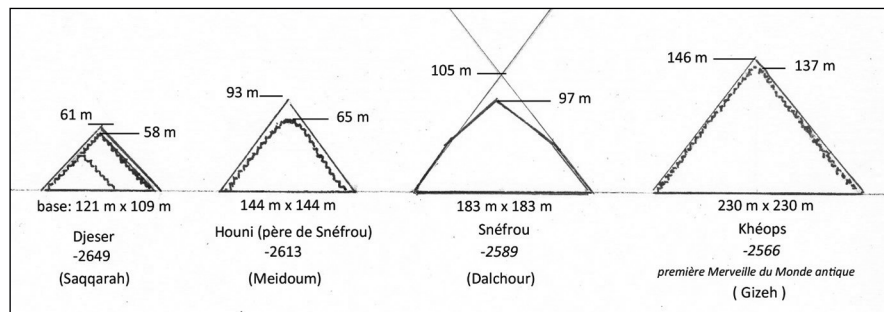 61 m
58 m
base: 121 m x 109 m
Djeser
-2649
(Saqqarah)
93 m
65 m
144 m x 144 m
Houni (père de Snéfrou)
-2613
(Meidoum)
105 m
97 m
183 m x 183 m
Snéfrou
-2589
(Dalchour)
146 m
137 m
230 m x 230 m
Khéops
-2566
première Merveille du Monde antique
( Gizeh )